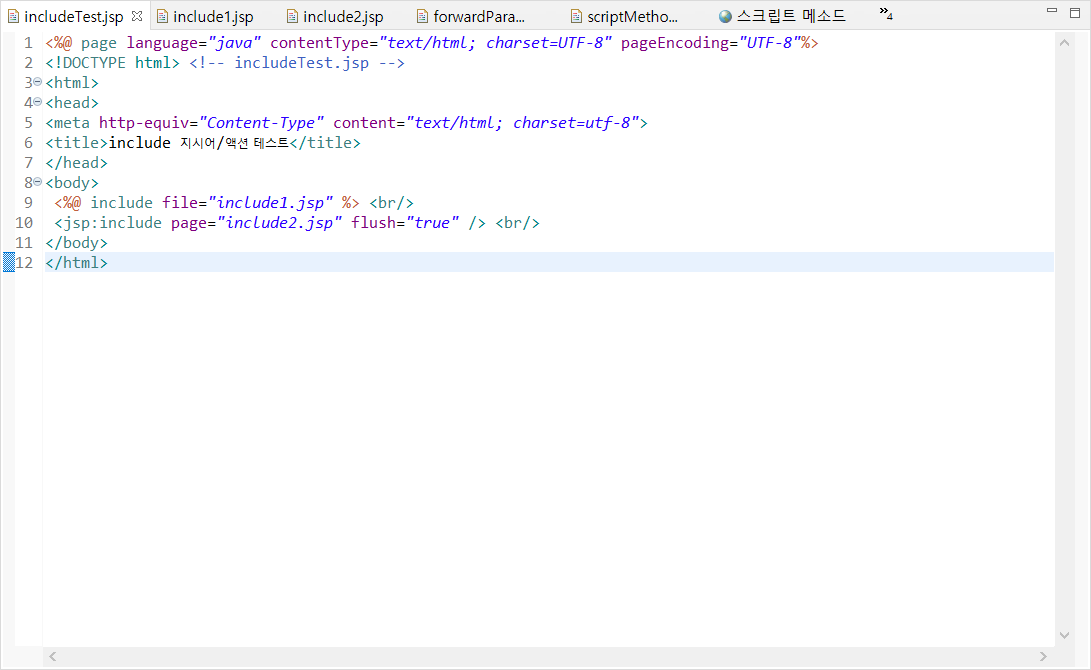 includeTest.jsp include1.jsp include2.jsp forwardPara... scriptMetho... 스크립트 메소드 »4
1 <%@ page language="java" contentType="text/html; charset=UTF-8" pageEncoding="UTF-8"%>
2 <!DOCTYPE html> <!-- includeTest.jsp -->
3 <html>
4 <head>
5 <meta http-equiv="Content-Type" content="text/html; charset=utf-8">
6 <title>include 지시어/액션 테스트</title>
7 </head>
8 <body>
9 <%@ include file="include1.jsp" %> <br/>
10 <jsp:include page="include2.jsp" flush="true" /> <br/>
11 </body>
12 </html>